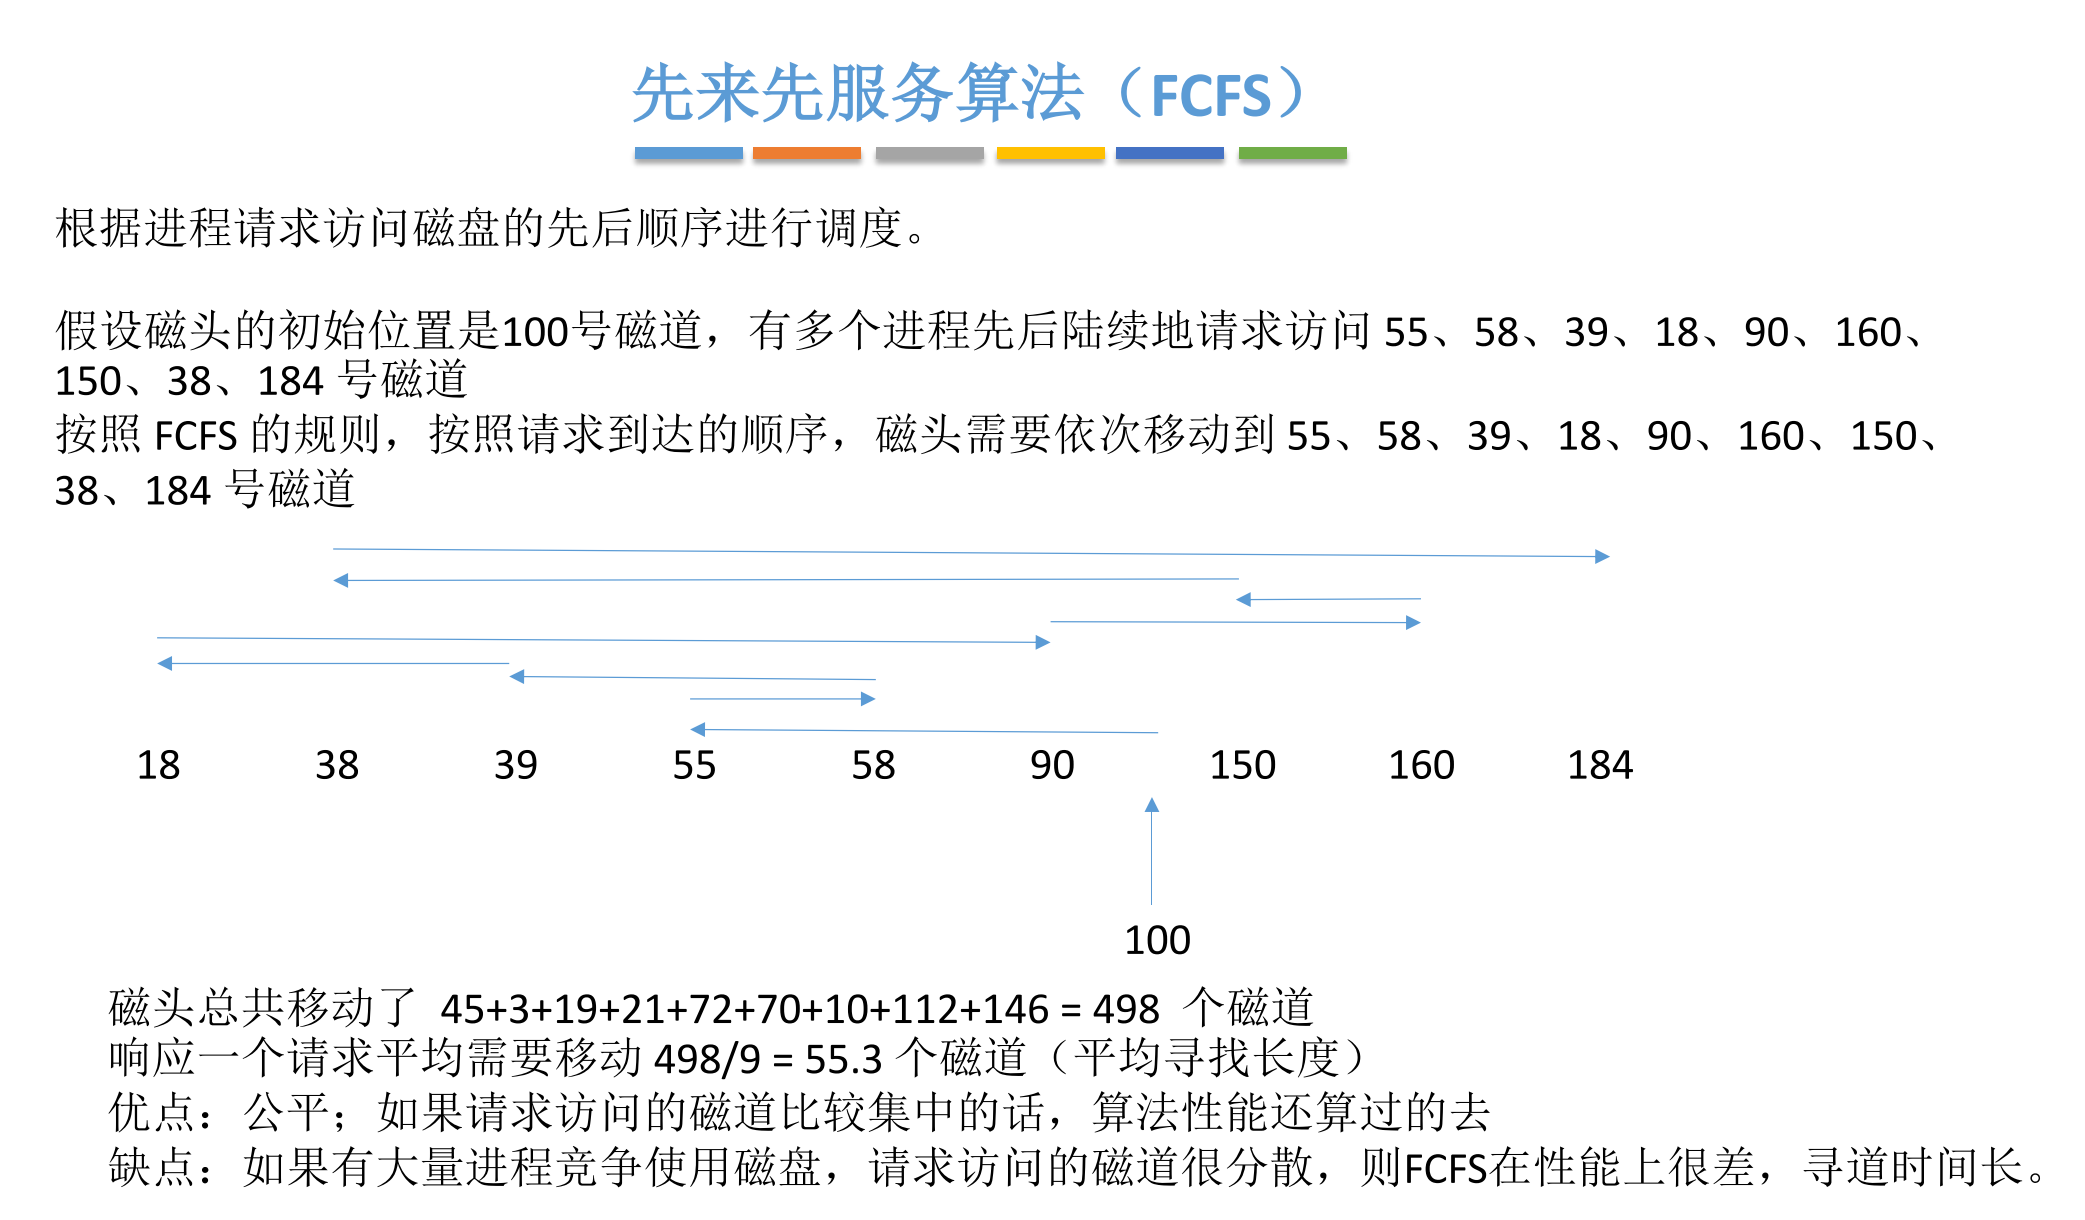 先来先服务算法（FCFS）
根据进程请求访问磁盘的先后顺序进行调度。
假设磁头的初始位置是100号磁道，有多个进程先后陆续地请求访问 55、58、39、18、90、160、
150、38、184 号磁道
按照 FCFS 的规则，按照请求到达的顺序，磁头需要依次移动到 55、58、39、18、90、160、150、
38、184 号磁道
18 38 39 55 58 90 150 160 184
100
磁头总共移动了 45+3+19+21+72+70+10+112+146 = 498 个磁道
响应一个请求平均需要移动 498/9 = 55.3 个磁道（平均寻找长度）
优点：公平；如果请求访问的磁道比较集中的话，算法性能还算过的去
缺点：如果有大量进程竞争使用磁盘，请求访问的磁道很分散，则FCFS在性能上很差，寻道时间长。